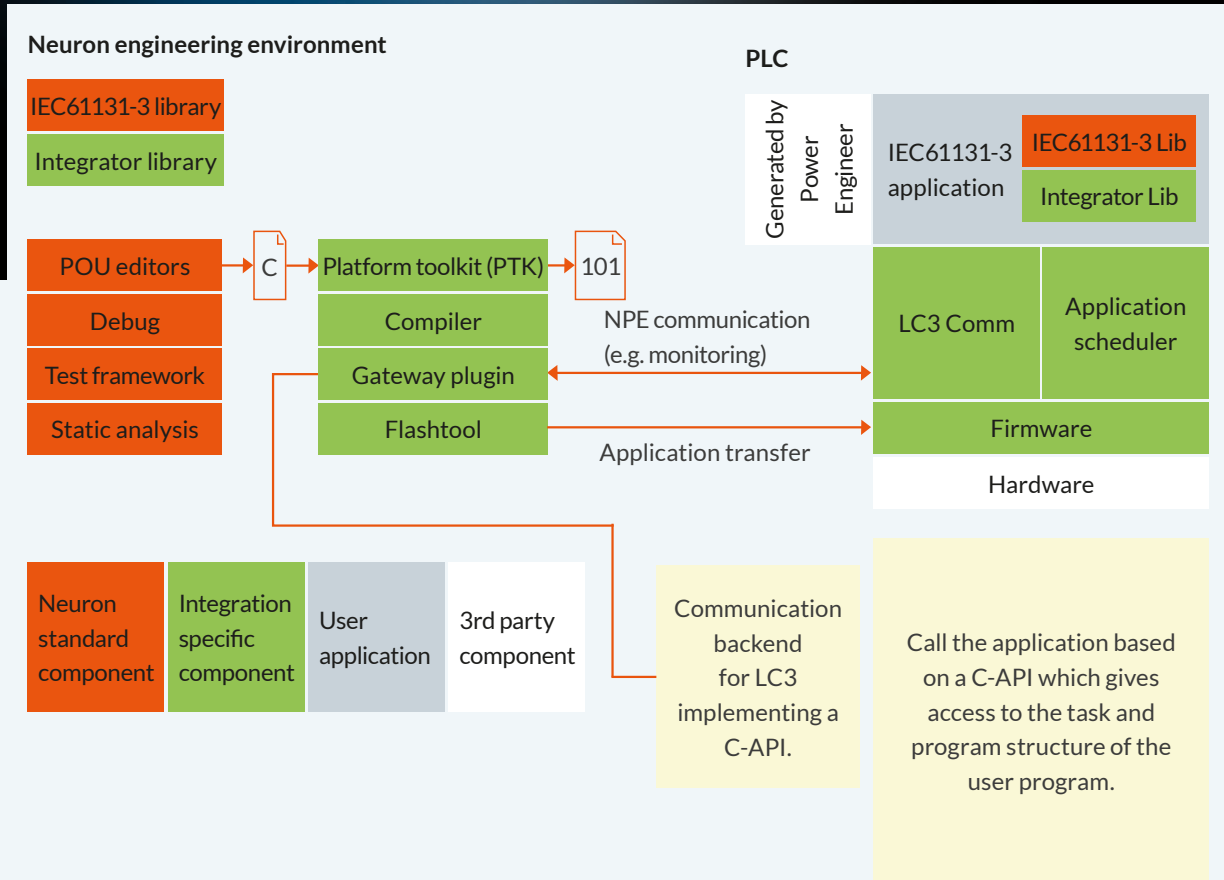 Neuron engineering environment
IEC61131-3 library
Integrator library
POU editors
C
Platform toolkit (PTK)
101
Debug
Compiler
Test framework
Gateway plugin
Static analysis
Flashtool
NPE communication
(e.g. monitoring)
Application transfer
PLC
Generated by
Power
Engineer
IEC61131-3
application
IEC61131-3 Lib
Integrator Lib
LC3 Comm
Application
scheduler
Firmware
Hardware
Neuron
standard
component
Integration
specific
component
User
application
3rd party
component
Communication
backend
for LC3
implementing a
C-API.
Call the application based
on a C-API which gives
access to the task and
program structure of the
user program.